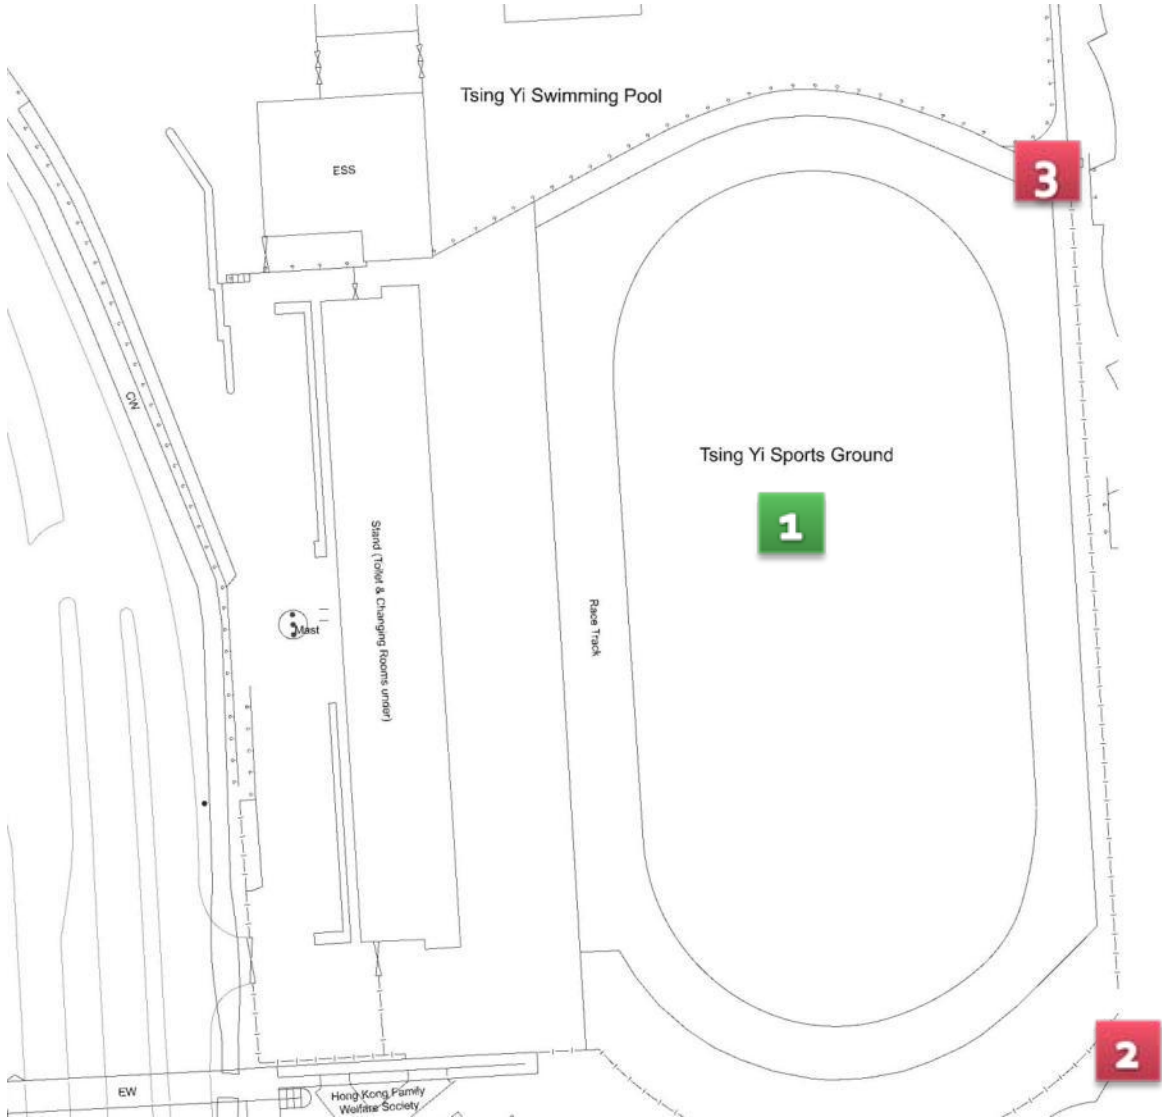 Tsing Yi Swimming Pool
ESS
3
CW
Tsing Yi Sports Ground
1
Stand (Toilet & Changing Rooms under)
Race Track
Mast
2
EW
Hong Kong Family
Welfare Society